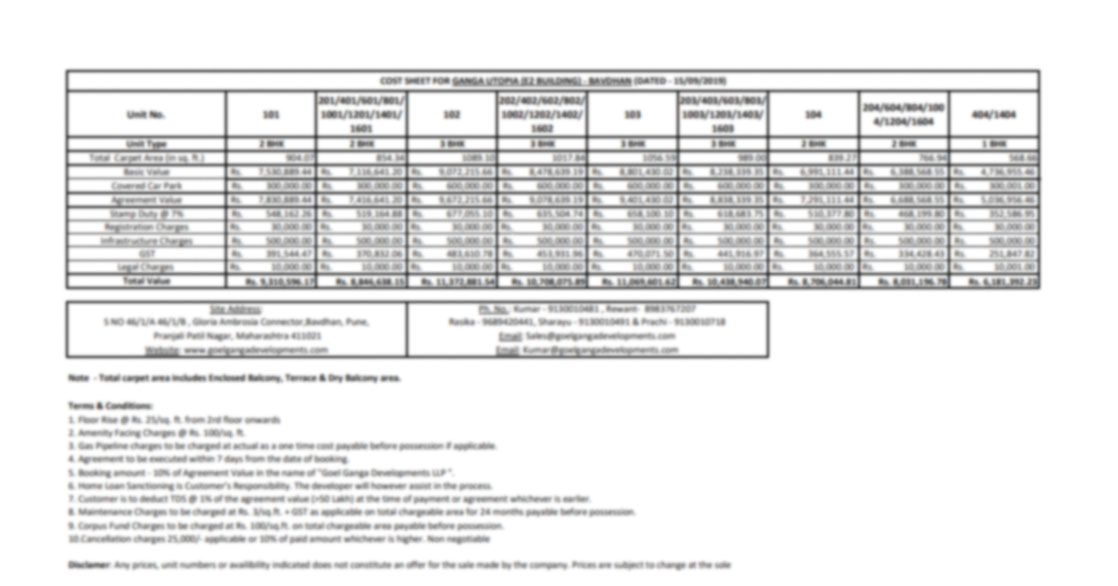 COST SHEET FOR GANGA UTOPIA (E2 BUILDING) - BAVDHAN (DATED - 15/09/2019)
Unit No. 101 201/401/601/801/1001/1201/1401/1601 102 202/402/602/802/1002/1202/1402/1602 103 203/403/603/803/1003/1203/1403/1603 104 204/604/804/1004/1204/1604 404/1404
Unit Type 2 BHK 2 BHK 3 BHK 3 BHK 3 BHK 3 BHK 2 BHK 2 BHK 1 BHK
Total Carpet Area (in sq. ft.) 904.07 854.34 1089.10 1017.84 1056.59 989.00 839.27 766.94 568.66
Basic Value Rs. 7,530,889.44 Rs. 7,116,641.20 Rs. 9,072,215.66 Rs. 8,478,639.19 Rs. 8,801,430.02 Rs. 8,238,339.35 Rs. 6,991,111.44 Rs. 6,388,568.55 Rs. 4,736,955.46
Covered Car Park Rs. 300,000.00 Rs. 300,000.00 Rs. 600,000.00 Rs. 600,000.00 Rs. 600,000.00 Rs. 600,000.00 Rs. 300,000.00 Rs. 300,000.00 Rs. 300,001.00
Agreement Value Rs. 7,830,889.44 Rs. 7,416,641.20 Rs. 9,672,215.66 Rs. 9,078,639.19 Rs. 9,401,430.02 Rs. 8,838,339.35 Rs. 7,291,111.44 Rs. 6,688,568.55 Rs. 5,036,956.46
Stamp Duty @ 7% Rs. 548,162.26 Rs. 519,164.88 Rs. 677,055.10 Rs. 635,504.74 Rs. 658,100.10 Rs. 618,683.75 Rs. 510,377.80 Rs. 468,199.80 Rs. 352,586.95
Registration Charges Rs. 30,000.00 Rs. 30,000.00 Rs. 30,000.00 Rs. 30,000.00 Rs. 30,000.00 Rs. 30,000.00 Rs. 30,000.00 Rs. 30,000.00 Rs. 30,000.00
Infrastructure Charges Rs. 500,000.00 Rs. 500,000.00 Rs. 500,000.00 Rs. 500,000.00 Rs. 500,000.00 Rs. 500,000.00 Rs. 500,000.00 Rs. 500,000.00 Rs. 500,000.00
GST Rs. 391,544.47 Rs. 370,832.06 Rs. 483,610.78 Rs. 453,931.96 Rs. 470,071.50 Rs. 441,916.97 Rs. 364,555.57 Rs. 334,428.43 Rs. 251,847.82
Legal Charges Rs. 10,000.00 Rs. 10,000.00 Rs. 10,000.00 Rs. 10,000.00 Rs. 10,000.00 Rs. 10,000.00 Rs. 10,000.00 Rs. 10,000.00 Rs. 10,001.00
Total Value Rs. 9,310,596.17 Rs. 8,846,638.15 Rs. 11,372,881.54 Rs. 10,708,075.89 Rs. 11,069,601.62 Rs. 10,438,940.07 Rs. 8,706,044.81 Rs. 8,031,196.78 Rs. 6,181,392.23
Site Address:
S NO 46/1/A 46/1/B , Gloria Ambrosia Connector,Bavdhan, Pune,
Pranjali Patil Nagar, Maharashtra 411021
Website: www.goelgangadevelopments.com
Ph. No.: Kumar - 9130010481 , Rewant- 8983767207
Rasika - 9689420441, Sharayu - 9130010491 & Prachi - 9130010718
Email: Sales@goelgangadevelopments.com
Email: Kumar@goelgangadevelopments.com
Note - Total carpet area includes Enclosed Balcony, Terrace & Dry Balcony area.
Terms & Conditions:
1. Floor Rise @ Rs. 25/sq. ft. from 2rd floor onwards
2. Amenity Facing Charges @ Rs. 100/sq. ft.
3. Gas Pipeline charges to be charged at actual as a one time cost payable before possession if applicable.
4. Agreement to be executed within 7 days from the date of booking.
5. Booking amount - 10% of Agreement Value in the name of "Goel Ganga Developments LLP ".
6. Home Loan Sanctioning is Customer's Responsibility. The developer will however assist in the process.
7. Customer is to deduct TDS @ 1% of the agreement value (>50 Lakh) at the time of payment or agreement whichever is earlier.
8. Maintenance Charges to be charged at Rs. 3/sq.ft. + GST as applicable on total chargeable area for 24 months payable before possession.
9. Corpus Fund Charges to be charged at Rs. 100/sq.ft. on total chargeable area payable before possession.
10.Cancellation charges 25,000/- applicable or 10% of paid amount whichever is higher. Non negotiable
Disclamer: Any prices, unit numbers or availibility indicated does not constitute an offer for the sale made by the company. Prices are subject to change at the sole